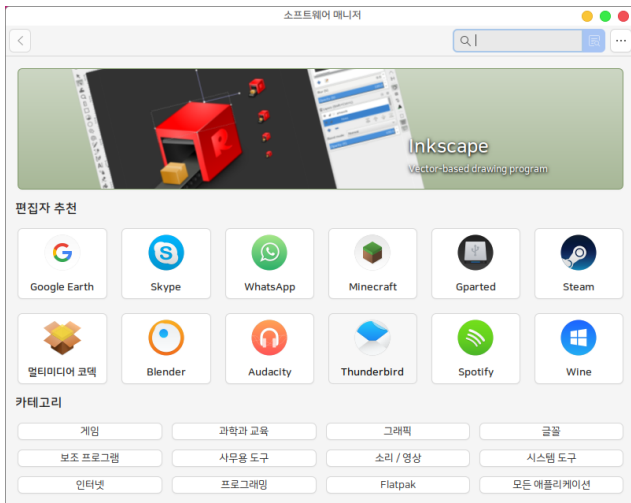 소프트웨어 매니저
Inkscape
Vector-based drawing program
편집자 추천
Google Earth Skype WhatsApp Minecraft Gparted Steam
멀티미디어 코덱 Blender Audacity Thunderbird Spotify Wine
카테고리
게임 과학과 교육 그래픽 글꼴
보조 프로그램 사무용 도구 소리 / 영상 시스템 도구
인터넷 프로그래밍 Flatpak 모든 애플리케이션